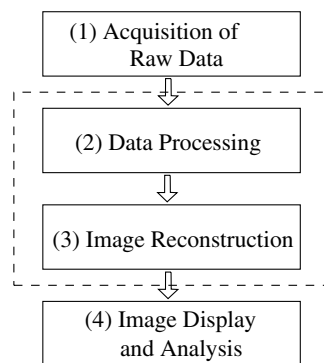 (1) Acquisition of
Raw Data
(2) Data Processing
(3) Image Reconstruction
(4) Image Display
and Analysis